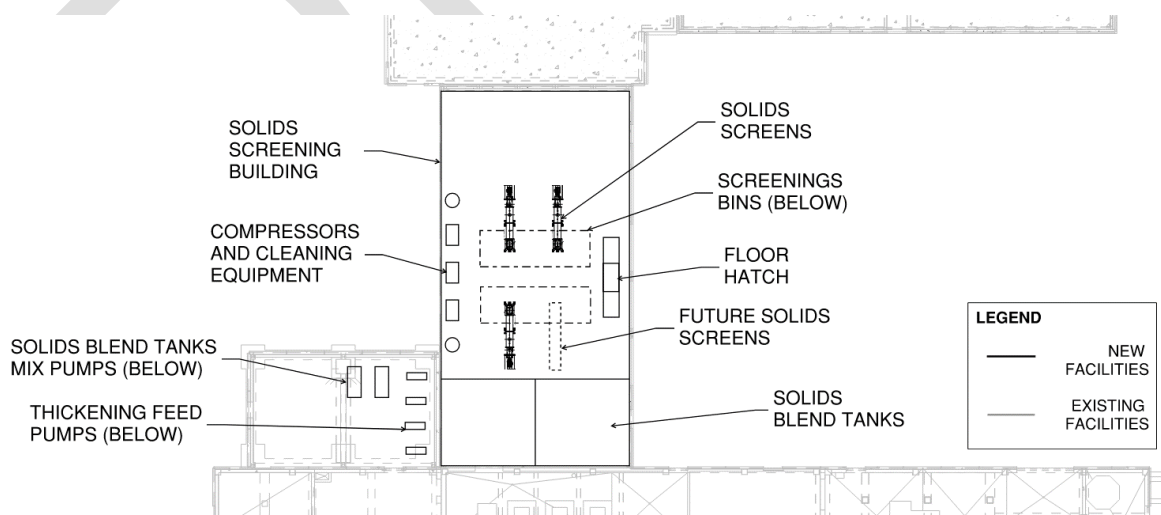 SOLIDS
SCREENING
BUILDING
COMPRESSORS
AND CLEANING
EQUIPMENT
SOLIDS BLEND TANKS
MIX PUMPS (BELOW)
THICKENING FEED
PUMPS (BELOW)
SOLIDS
SCREENS
SCREENINGS
BINS (BELOW)
FLOOR
HATCH
FUTURE SOLIDS
SCREENS
SOLIDS
BLEND TANKS
LEGEND
NEW
FACILITIES
EXISTING
FACILITIES